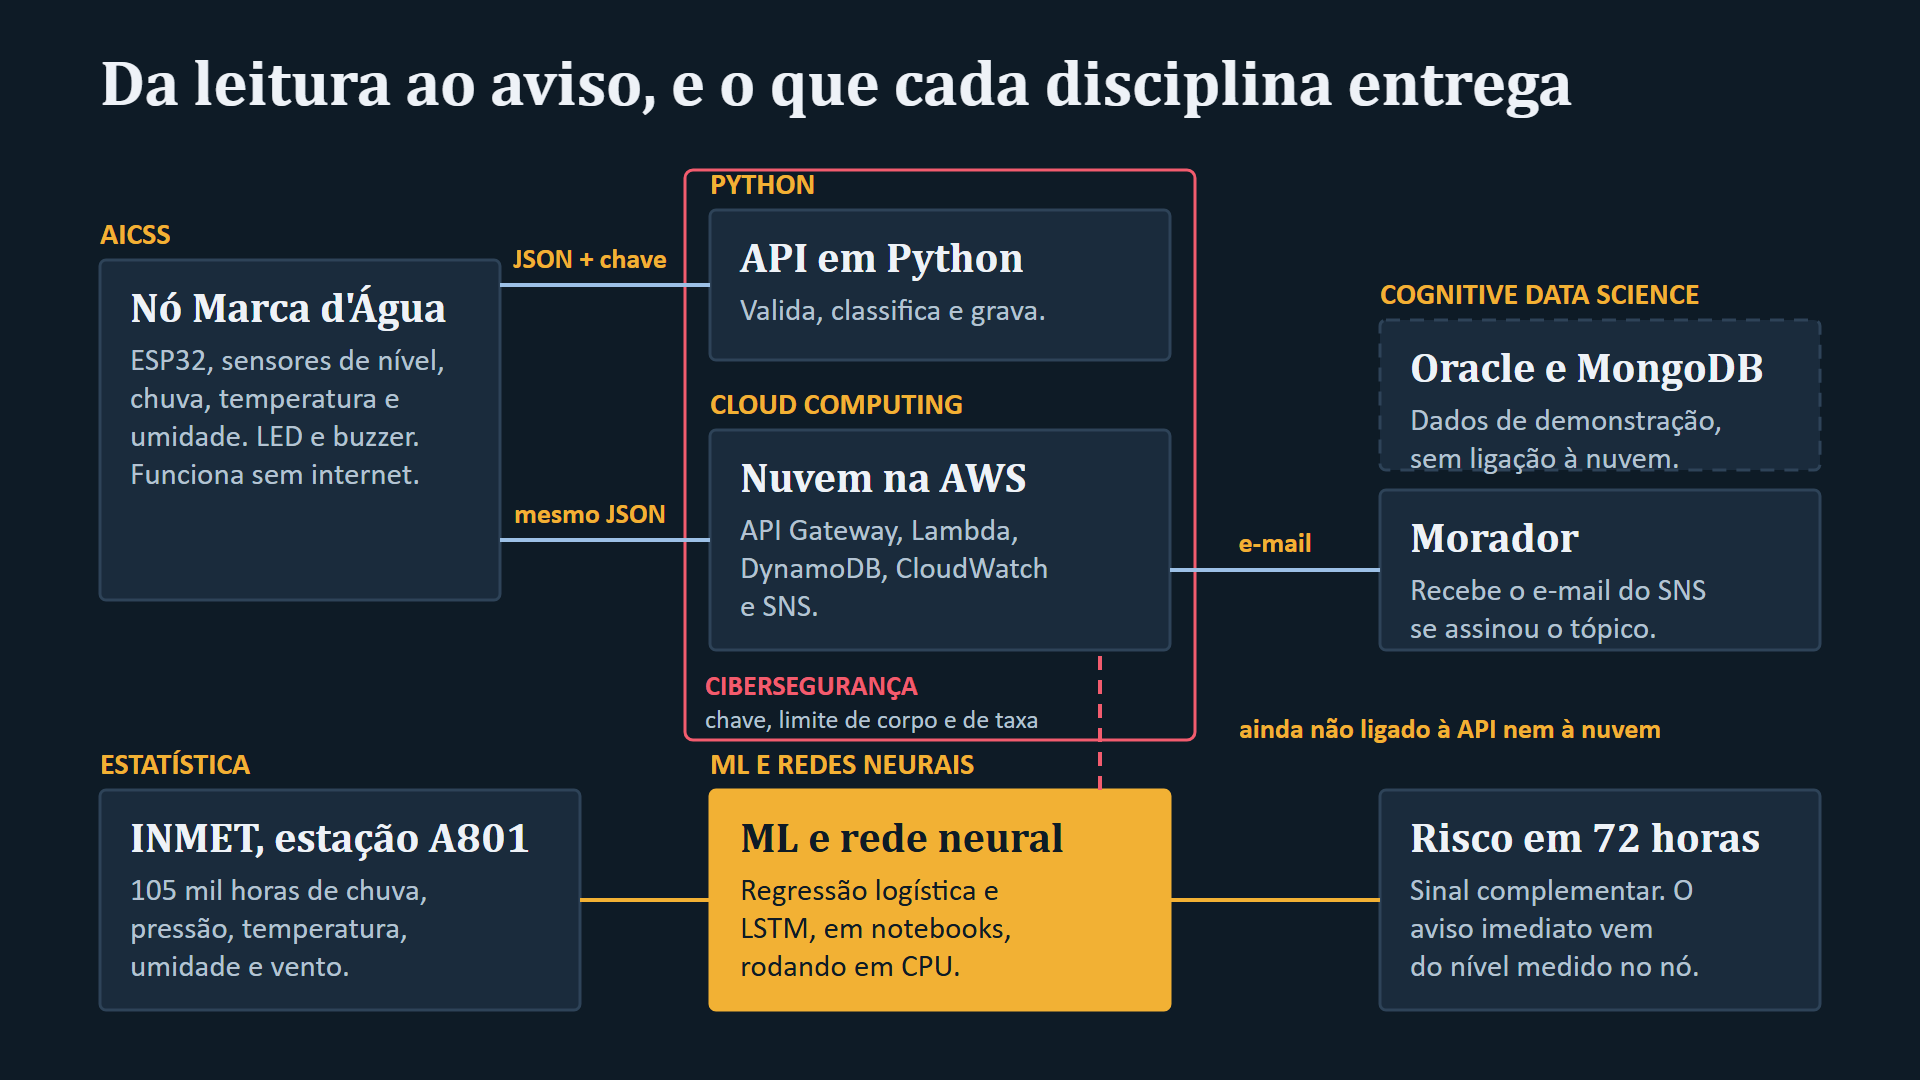 Da leitura ao aviso, e o que cada disciplina entrega
AICSS
Nó Marca d'Água
ESP32, sensores de nível,
chuva, temperatura e
umidade. LED e buzzer.
Funciona sem internet.
JSON + chave
mesmo JSON
PYTHON
API em Python
Valida, classifica e grava.
CLOUD COMPUTING
Nuvem na AWS
API Gateway, Lambda,
DynamoDB, CloudWatch
e SNS.
CIBERSEGURANÇA
chave, limite de corpo e de taxa
COGNITIVE DATA SCIENCE
Oracle e MongoDB
Dados de demonstração,
sem ligação à nuvem.
e-mail
Morador
Recebe o e-mail do SNS
se assinou o tópico.
ainda não ligado à API nem à nuvem
ESTATÍSTICA
INMET, estação A801
105 mil horas de chuva,
pressão, temperatura,
umidade e vento.
ML E REDES NEURAIS
ML e rede neural
Regressão logística e
LSTM, em notebooks,
rodando em CPU.
Risco em 72 horas
Sinal complementar. O
aviso imediato vem
do nível medido no nó.